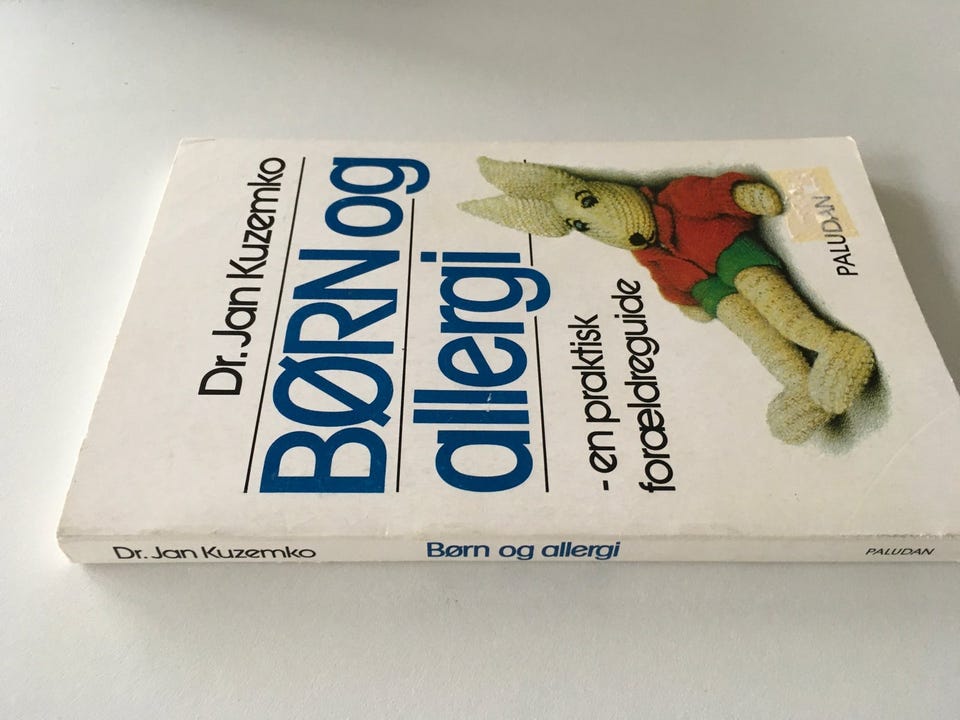 Dr. Jan Kuzemko
BØRN og
allergi
- en praktisk
forældreguide
PALUDAN
Dr. Jan Kuzemko
Børn og allergi
PALUDAN